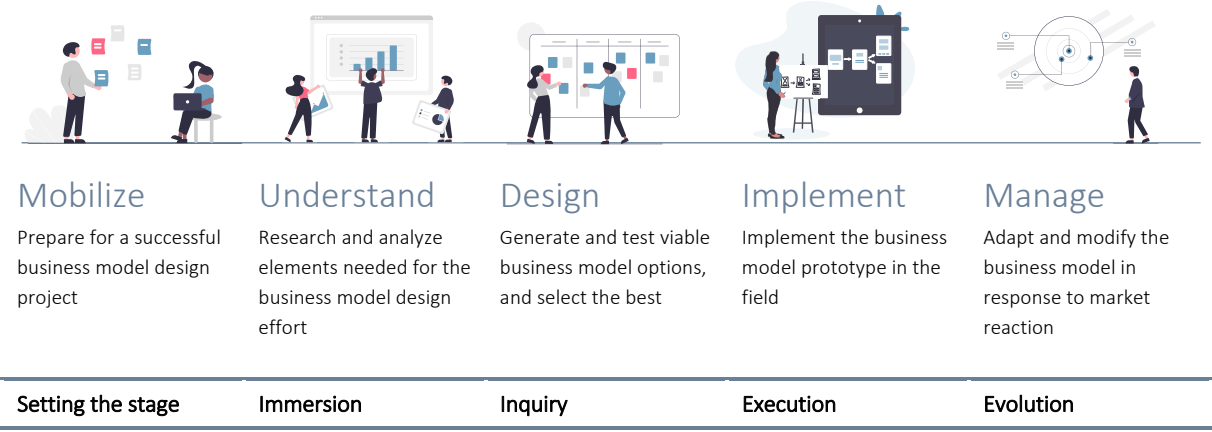 Mobilize
Prepare for a successful
business model design
project
Understand
Research and analyze
elements needed for the
business model design
effort
Design
Generate and test viable
business model options,
and select the best
Implement
Implement the business
model prototype in the
field
Manage
Adapt and modify the
business model in
response to market
reaction
Setting the stage
Immersion
Inquiry
Execution
Evolution